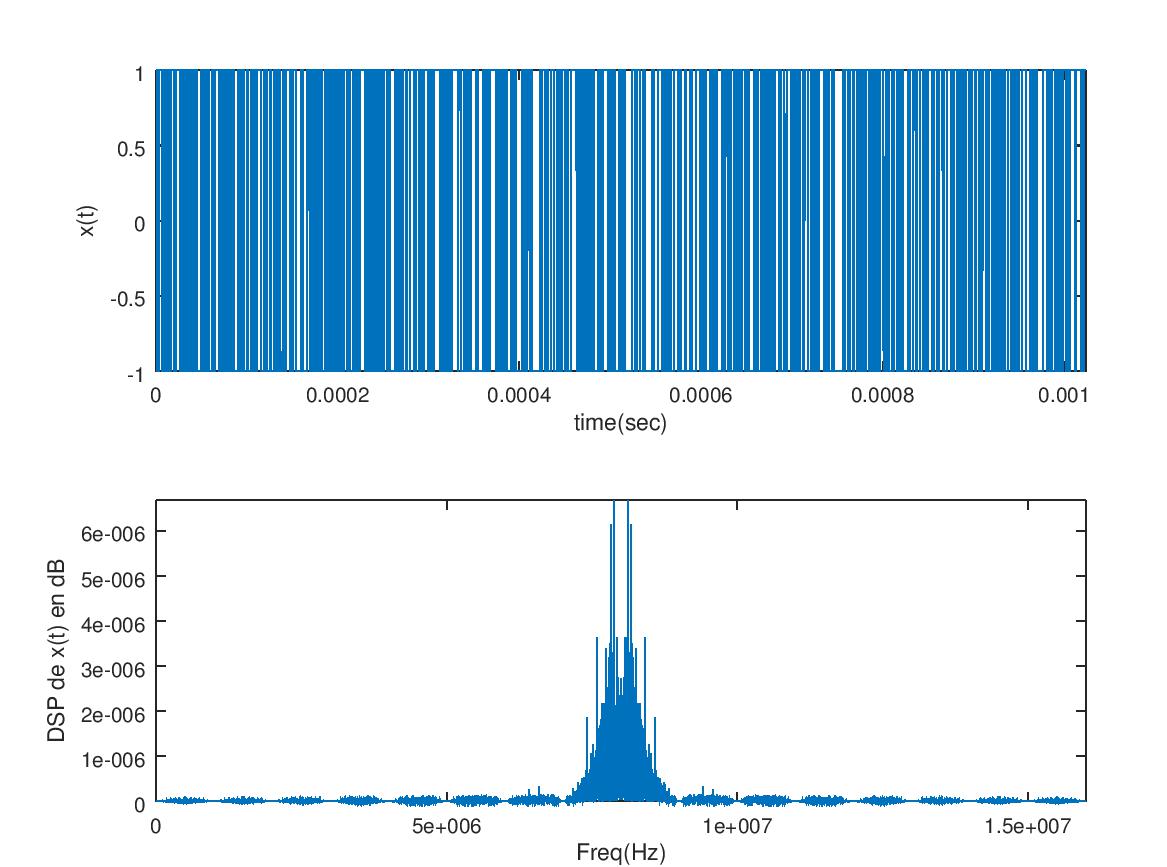 1
0.5
0
-0.5
-1
x(t)
0 0.0002 0.0004 0.0006 0.0008 0.001
time(sec)
6e-006
5e-006
4e-006
3e-006
2e-006
1e-006
0
DSP de x(t) en dB
0 5e+006 1e+007 1.5e+007
Freq(Hz)